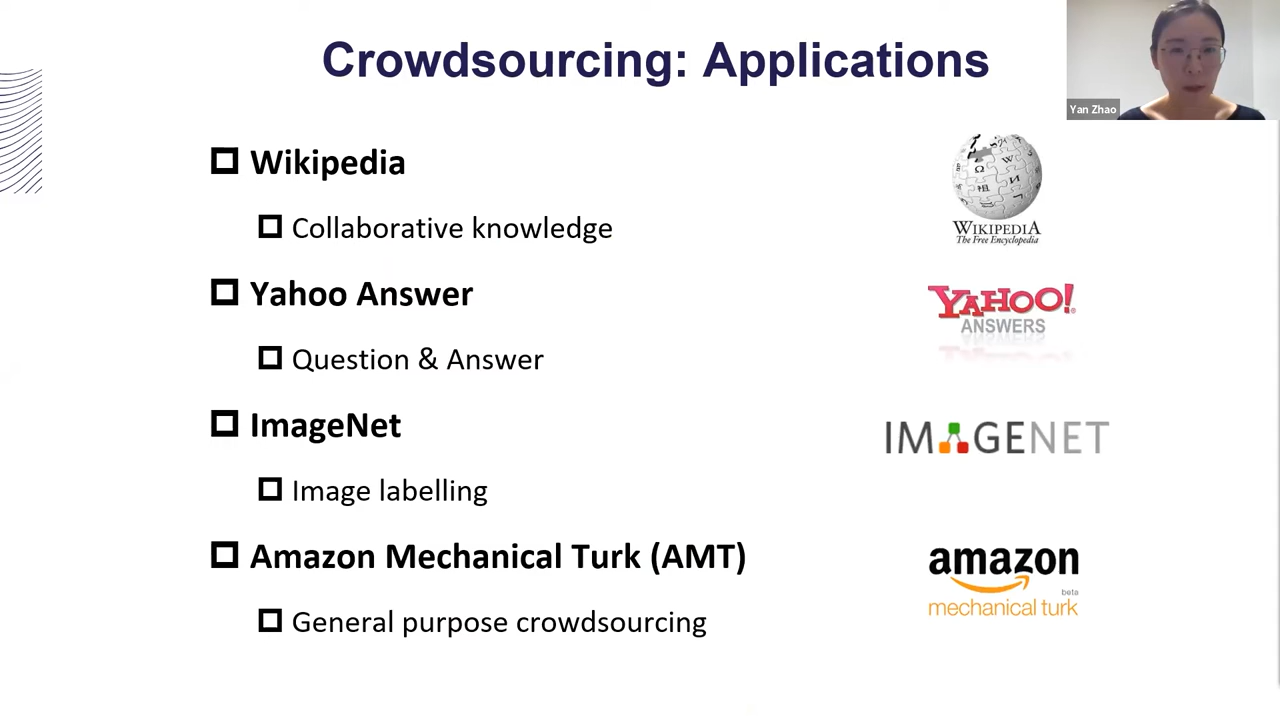 Crowdsourcing: Applications
Yan Zhao
Wikipedia
Collaborative knowledge
WIKIPEDIA
The Free Encyclopedia
Yahoo Answer
Question & Answer
YAHOO!
ANSWERS
ImageNet
Image labelling
IMAGENET
Amazon Mechanical Turk (AMT)
General purpose crowdsourcing
amazon
beta
mechanical turk